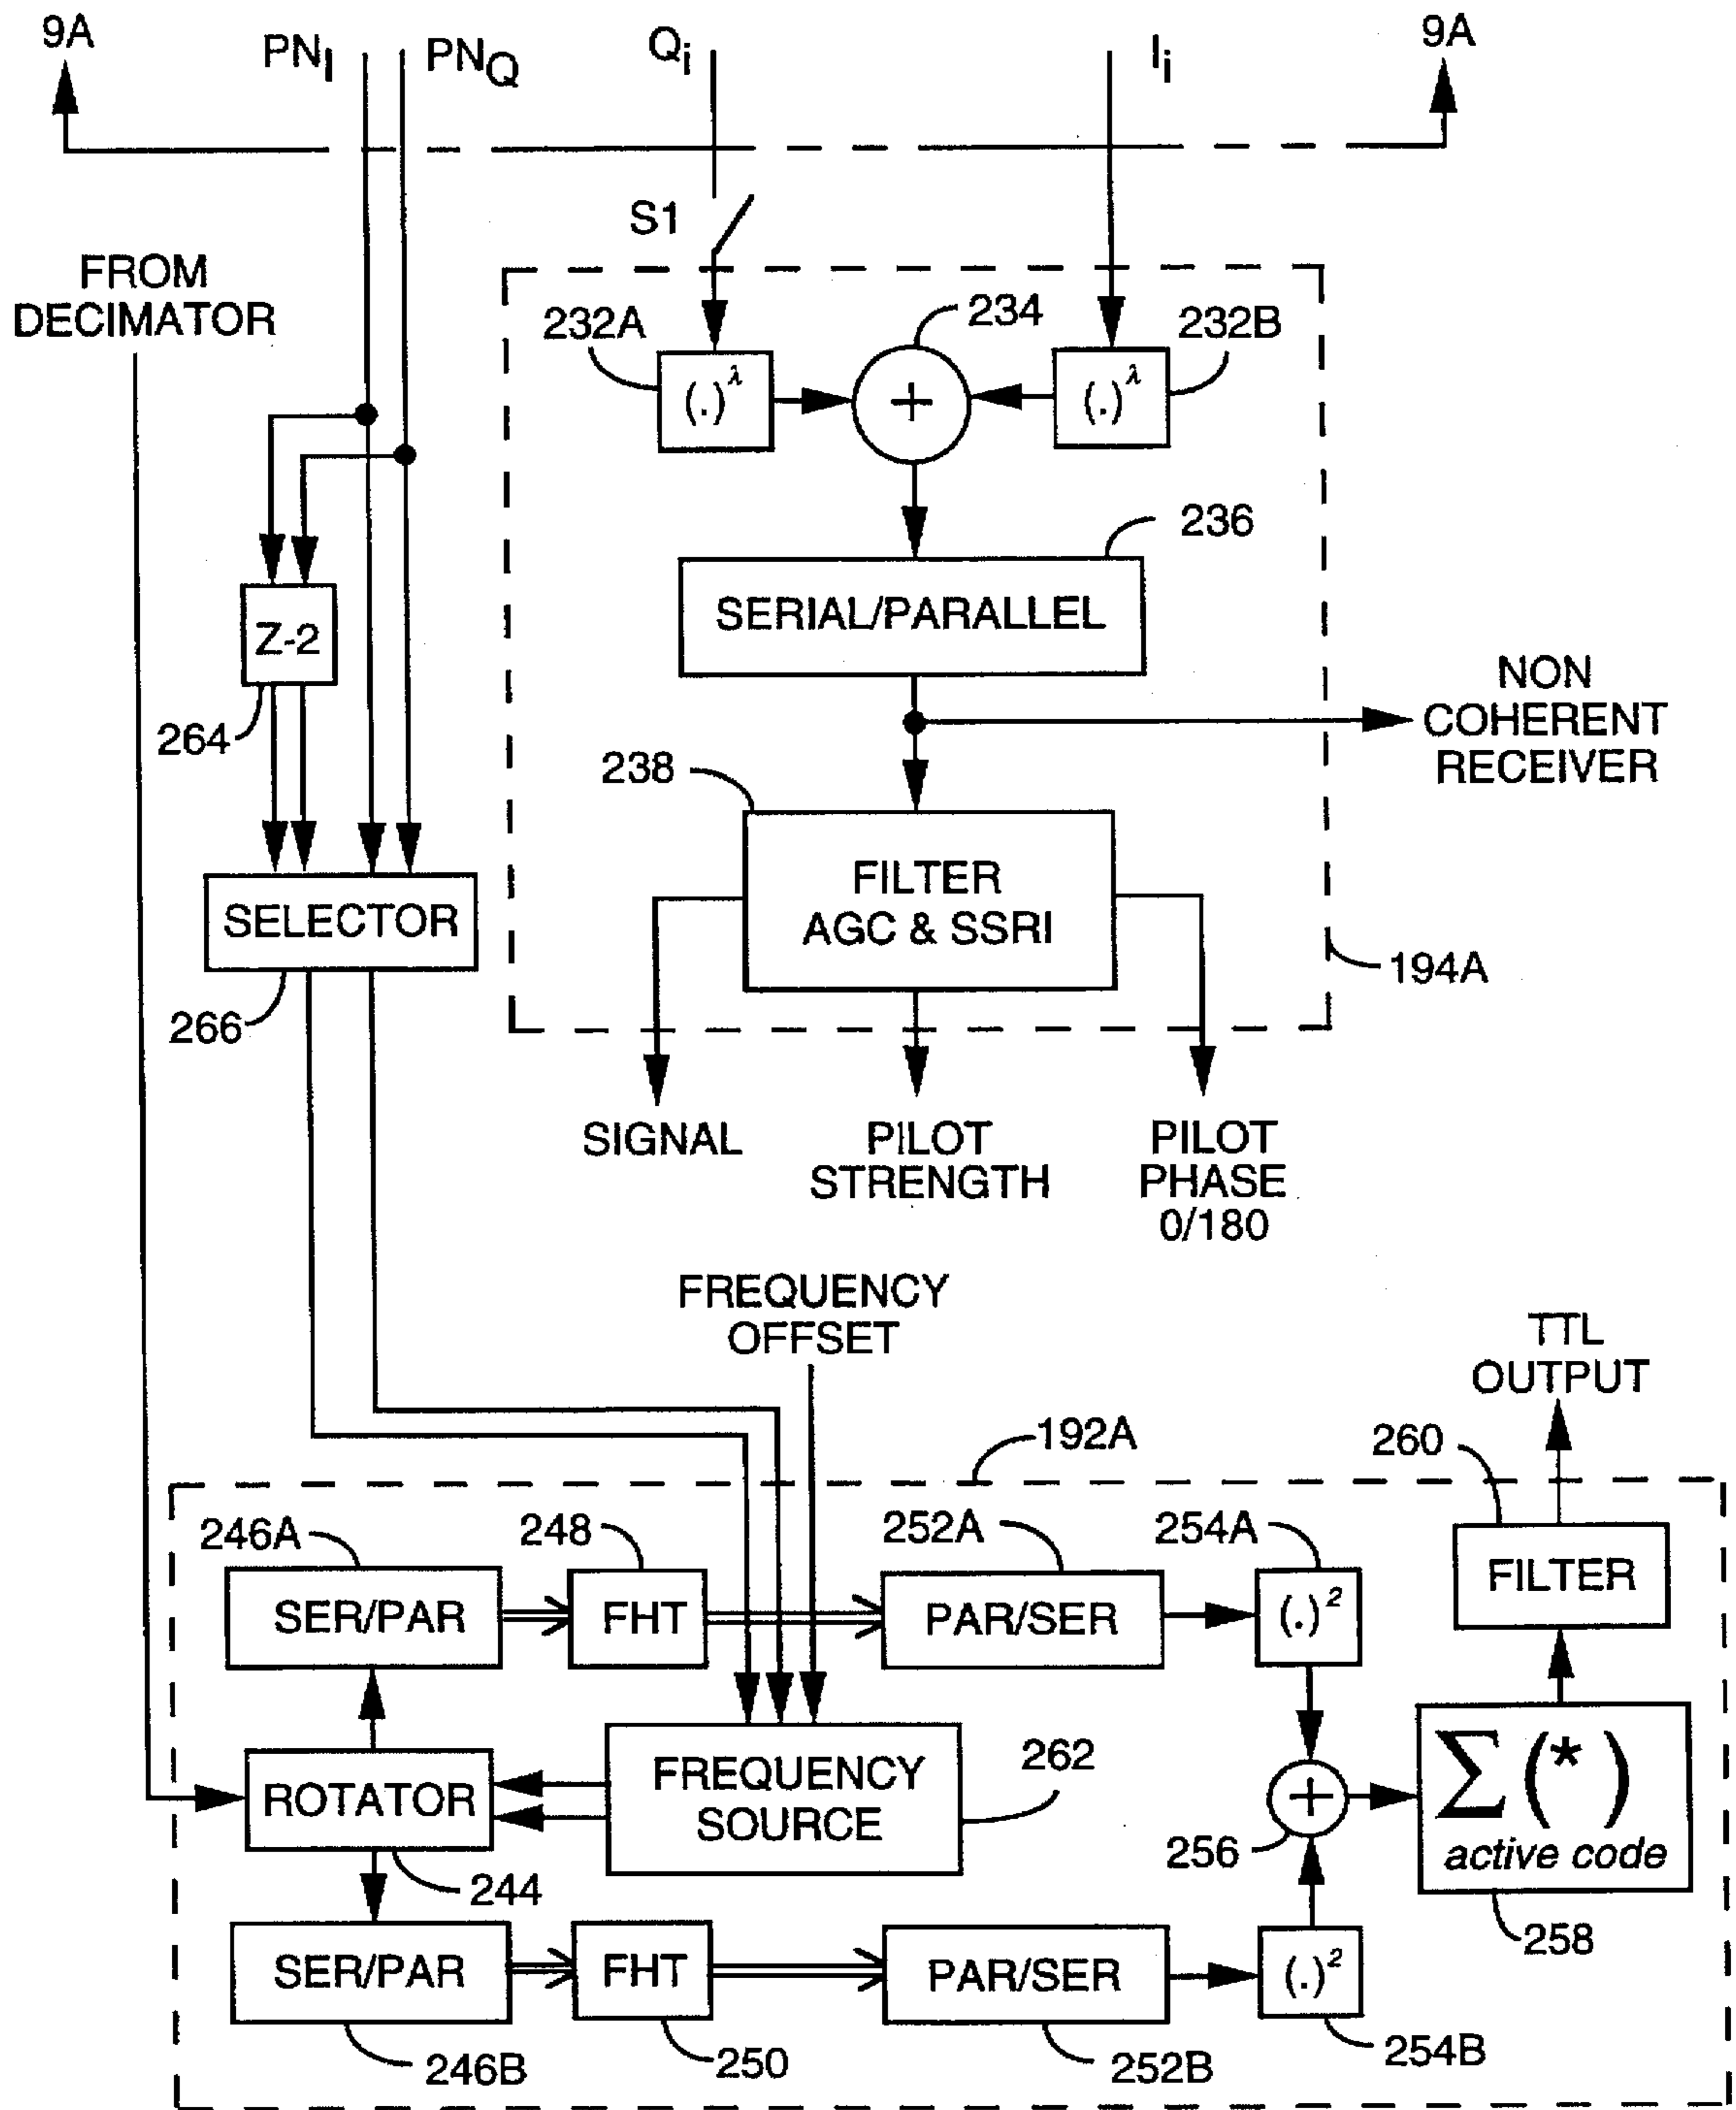 9A
PNI
PNQ
Qi
Ii
9A
S1
FROM
DECIMATOR
232A
234
232B
(.)λ
+
(.)λ
236
SERIAL/PARALLEL
Z-2
264
NON
COHERENT
RECEIVER
238
FILTER
AGC & SSRI
SELECTOR
194A
266
SIGNAL
PILOT
STRENGTH
PILOT
PHASE
0/180
FREQUENCY
OFFSET
TTL
OUTPUT
192A
260
246A
248
252A
254A
SER/PAR
FHT
PAR/SER
(.)2
FILTER
ROTATOR
FREQUENCY
SOURCE
262
+
Σ(*)
active code
256
244
258
SER/PAR
FHT
PAR/SER
(.)2
246B
250
252B
254B